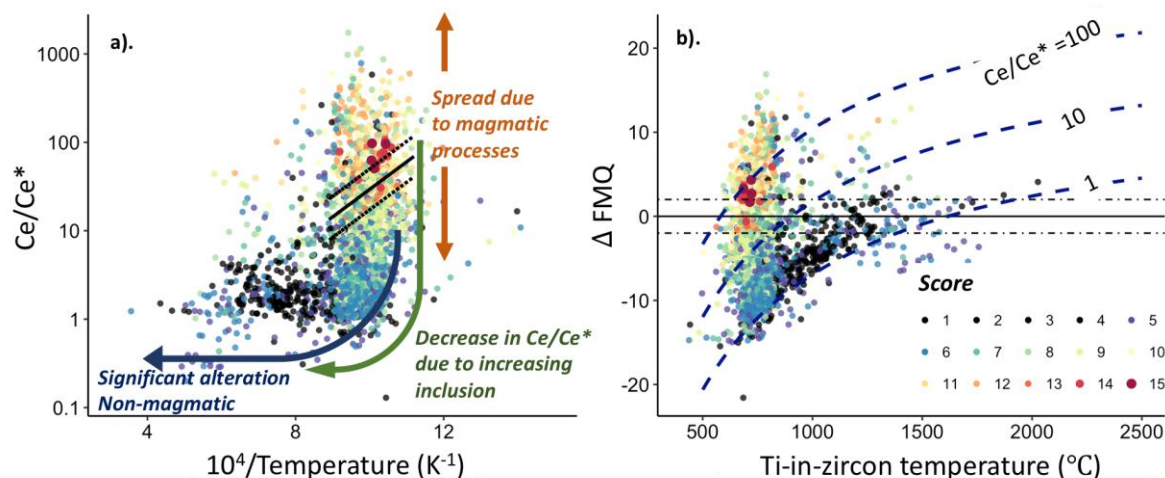 a).
1000
100
10
1
0.1
Ce/Ce*
4
8
12
10⁴/Temperature (K⁻¹)
Spread due
to magmatic
processes
Decrease in Ce/Ce*
due to increasing
inclusion
Significant alteration
Non-magmatic
b).
20
10
0
-10
-20
Δ FMQ
500
1000
1500
2000
2500
Ti-in-zircon temperature (°C)
Ce/Ce* =100
10
1
Score
1 2 3 4 5
6 7 8 9 10
11 12 13 14 15